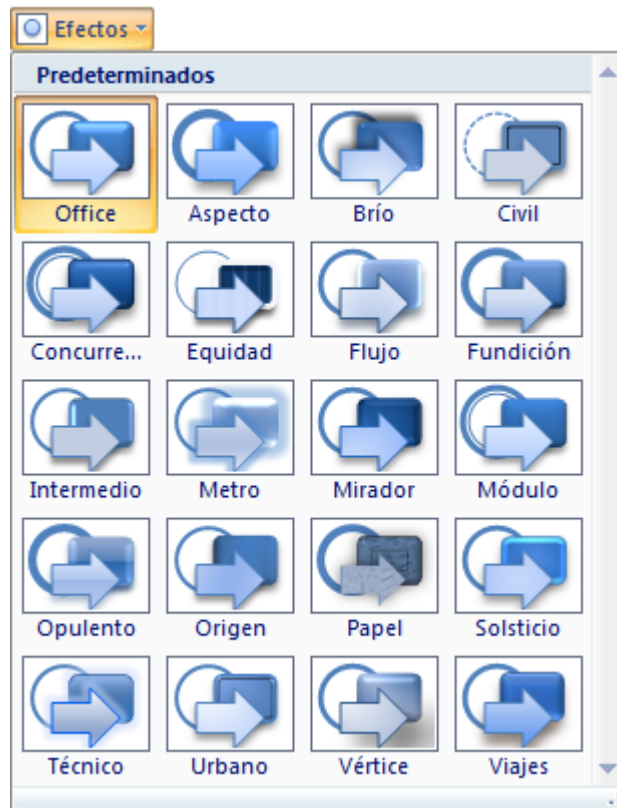 Efectos
Predeterminados
Office Aspecto Brío Civil
Concurre... Equidad Flujo Fundición
Intermedio Metro Mirador Módulo
Opulento Origen Papel Solsticio
Técnico Urbano Vértice Viajes